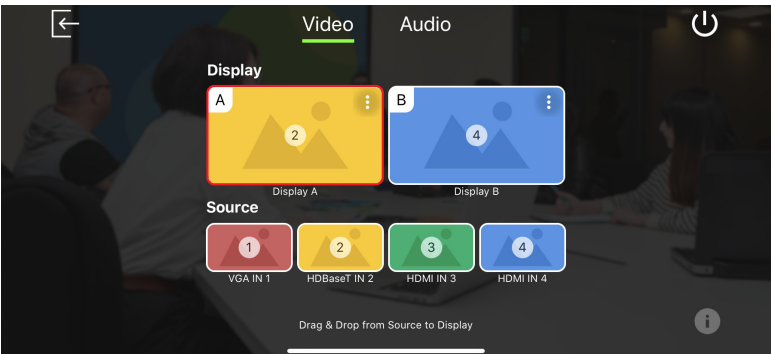 Video Audio
Display
A B
2 4
Display A Display B
Source
1 2 3 4
VGA IN 1 HDBaseT IN 2 HDMI IN 3 HDMI IN 4
Drag & Drop from Source to Display
i